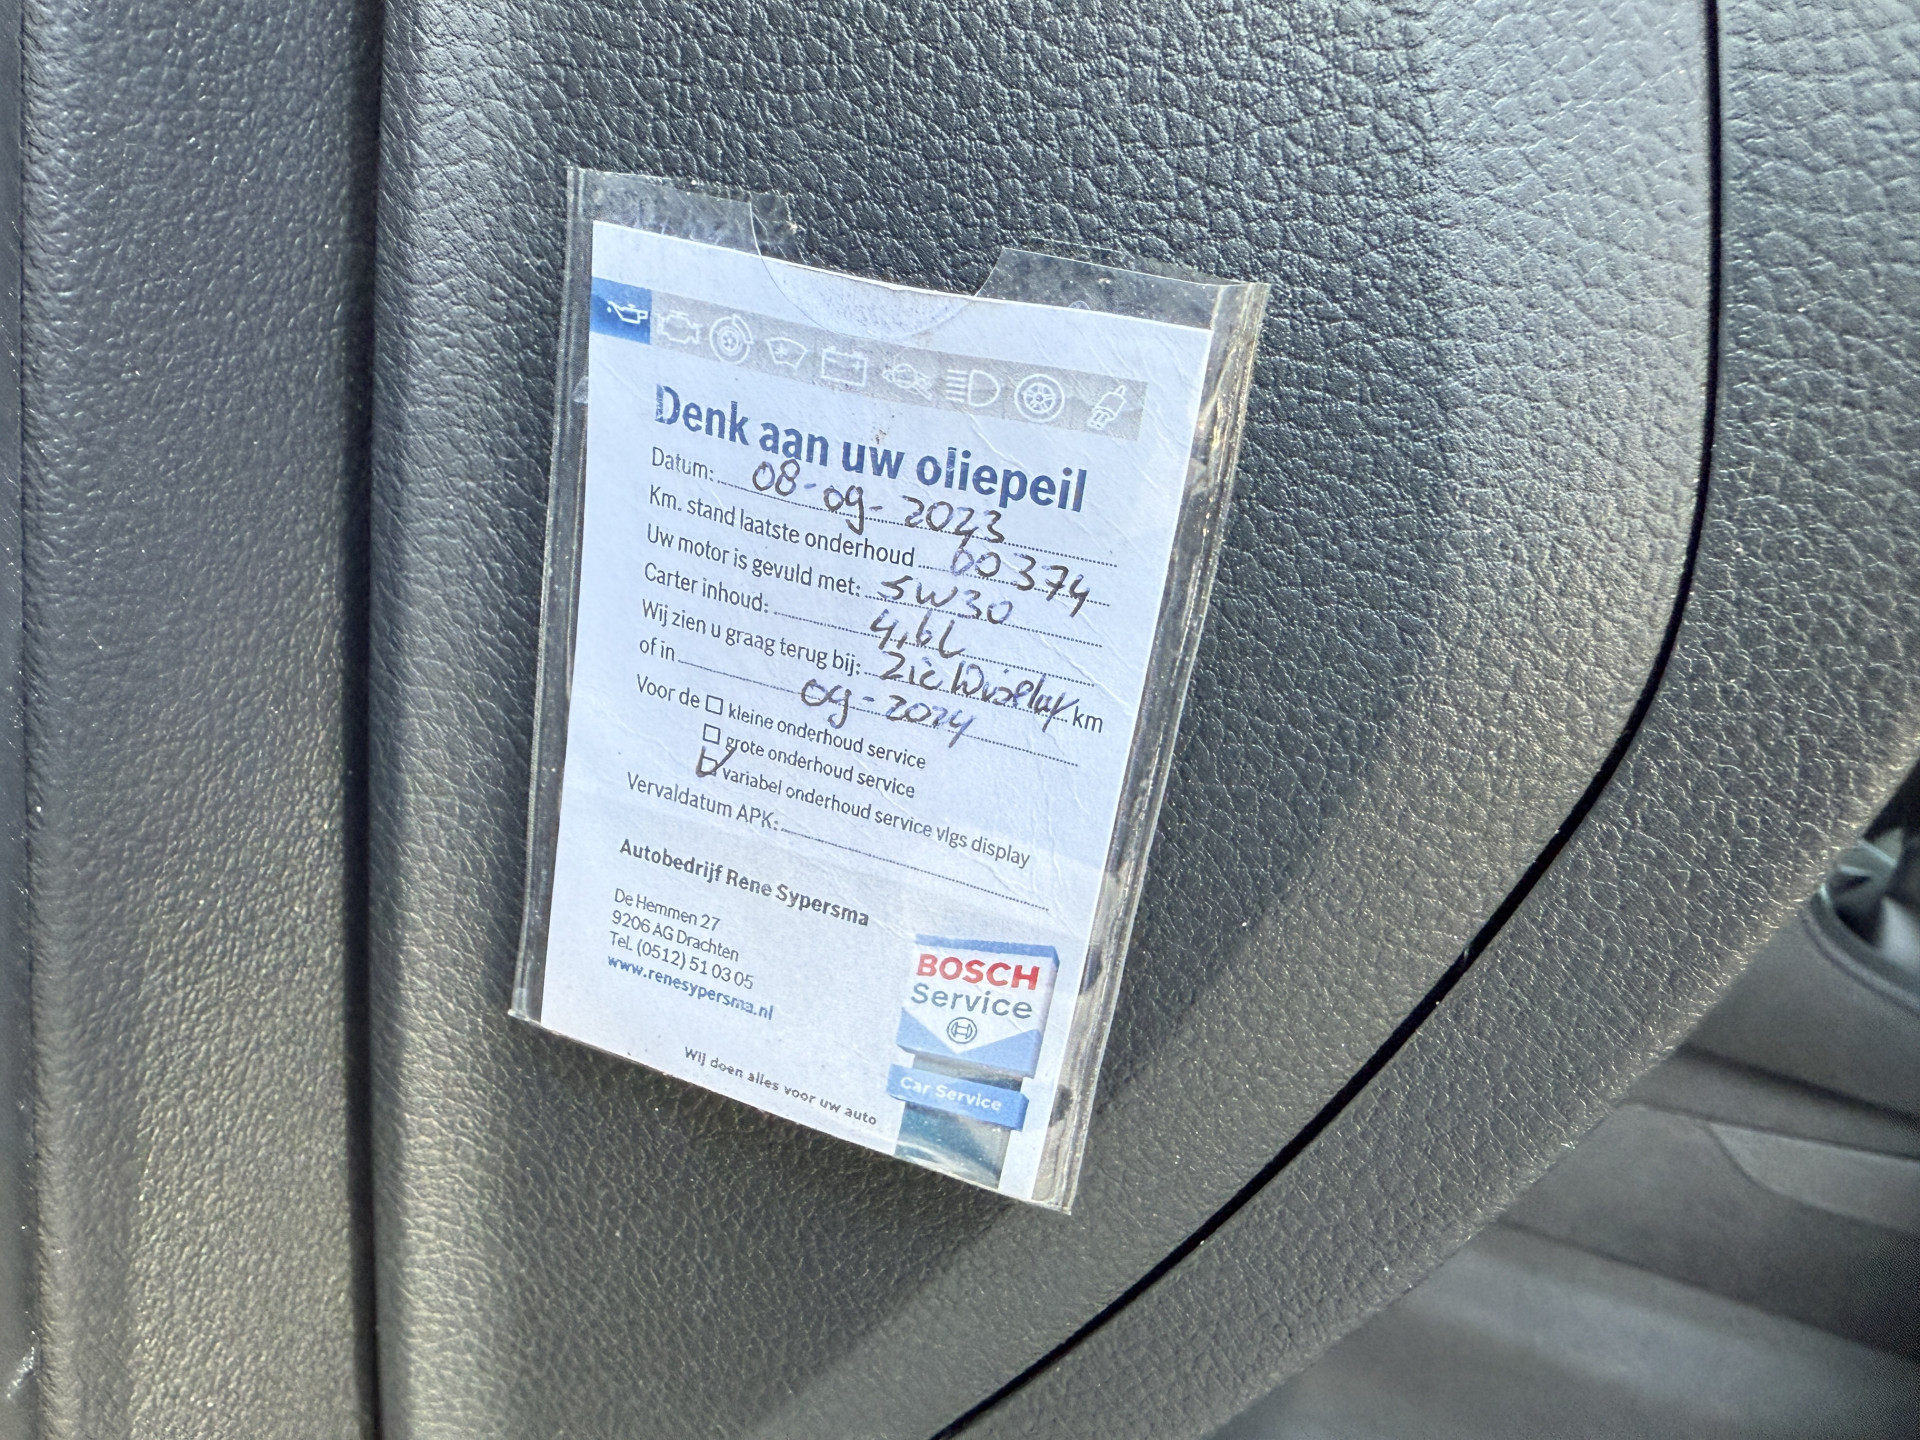 Denk aan uw oliepeil
Datum: 08-09-2023
Km. stand laatste onderhoud 60374
Uw motor is gevuld met: 5W30
Carter inhoud: 4,6L
Wij zien u graag terug bij: Zie Display km
of in 09-2024
Voor de kleine onderhoud service
grote onderhoud service
variabel onderhoud service vlgs display
Vervaldatum APK:
Autobedrijf Rene Sypersma
De Hemmen 27
9206 AG Drachten
Tel. (0512) 51 03 05
www.renesypersma.nl
BOSCH
Service
Car Service
Wij doen alles voor uw auto